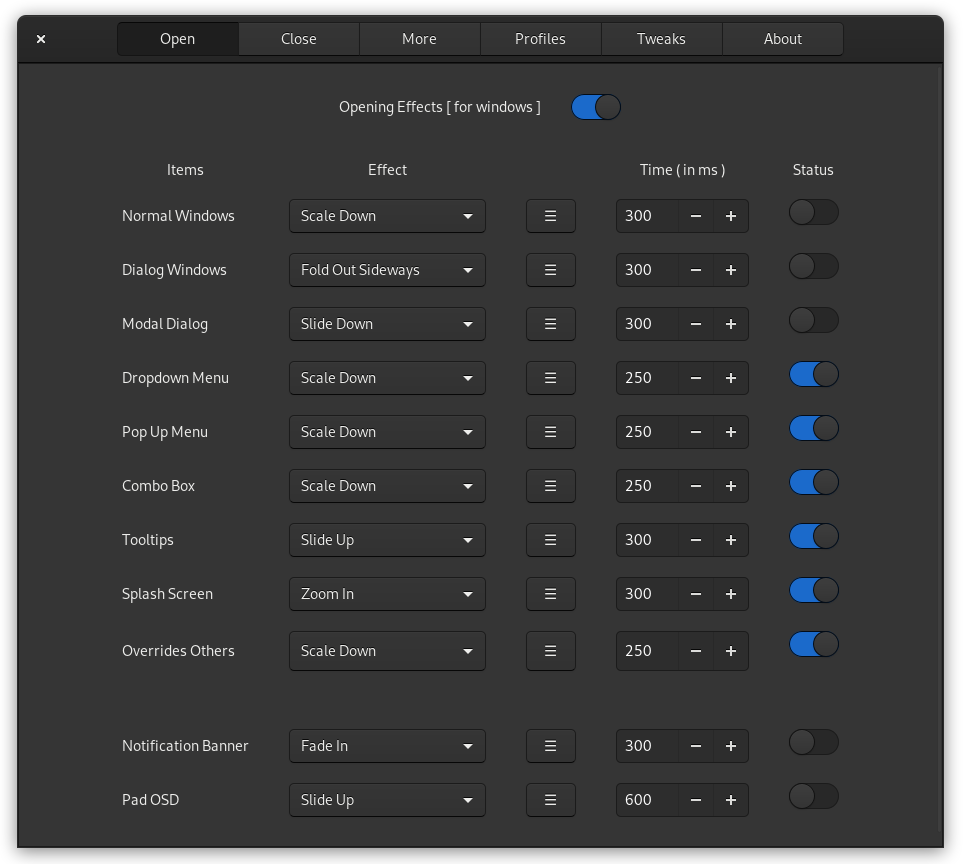 Open Close More Profiles Tweaks About
Opening Effects [ for windows ]
Items Effect Time ( in ms ) Status
Normal Windows Scale Down 300
Dialog Windows Fold Out Sideways 300
Modal Dialog Slide Down 300
Dropdown Menu Scale Down 250
Pop Up Menu Scale Down 250
Combo Box Scale Down 250
Tooltips Slide Up 300
Splash Screen Zoom In 300
Overrides Others Scale Down 250
Notification Banner Fade In 300
Pad OSD Slide Up 600